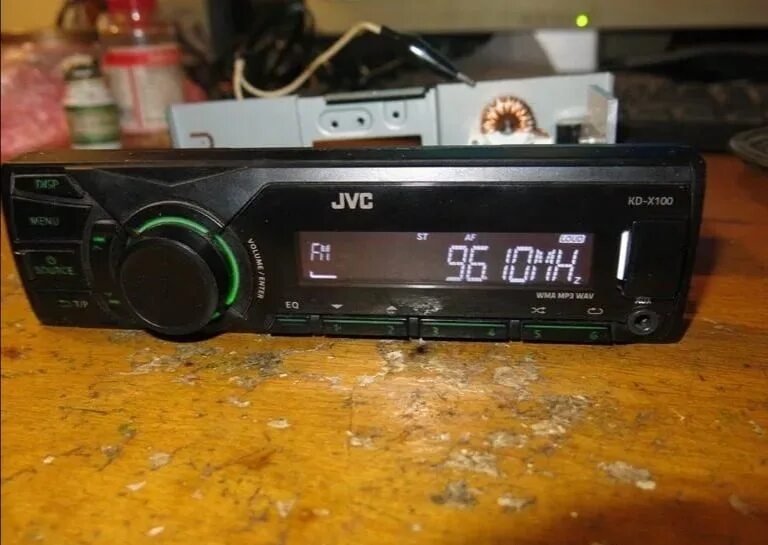 JVC
KD-X100
DISP
MENU
SOURCE
T/P
VOLUME/ENTER
ST AF LOUD
FM 96 10MHz
WMA MP3 WAV
EQ
AUX
1 2 3 4 5 6